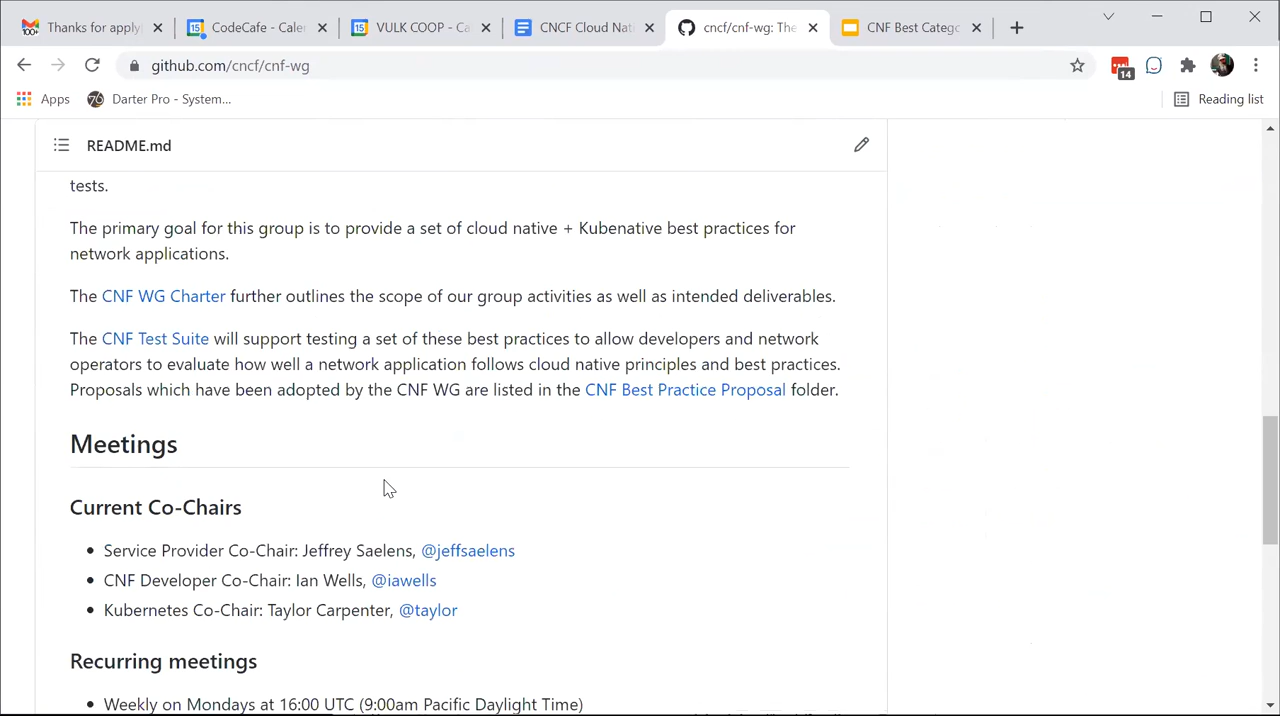 Thanks for apply
CodeCafe - Cale
VULK COOP - Ca
CNCF Cloud Nati
cncf/cnf-wg: The
CNF Best Catego
github.com/cncf/cnf-wg
14
Apps
Darter Pro - System...
Reading list
README.md
tests.
The primary goal for this group is to provide a set of cloud native + Kubenative best practices for
network applications.
The CNF WG Charter further outlines the scope of our group activities as well as intended deliverables.
The CNF Test Suite will support testing a set of these best practices to allow developers and network
operators to evaluate how well a network application follows cloud native principles and best practices.
Proposals which have been adopted by the CNF WG are listed in the CNF Best Practice Proposal folder.
Meetings
Current Co-Chairs
Service Provider Co-Chair: Jeffrey Saelens, @jeffsaelens
CNF Developer Co-Chair: Ian Wells, @iawells
Kubernetes Co-Chair: Taylor Carpenter, @taylor
Recurring meetings
Weekly on Mondays at 16:00 UTC (9:00am Pacific Daylight Time)